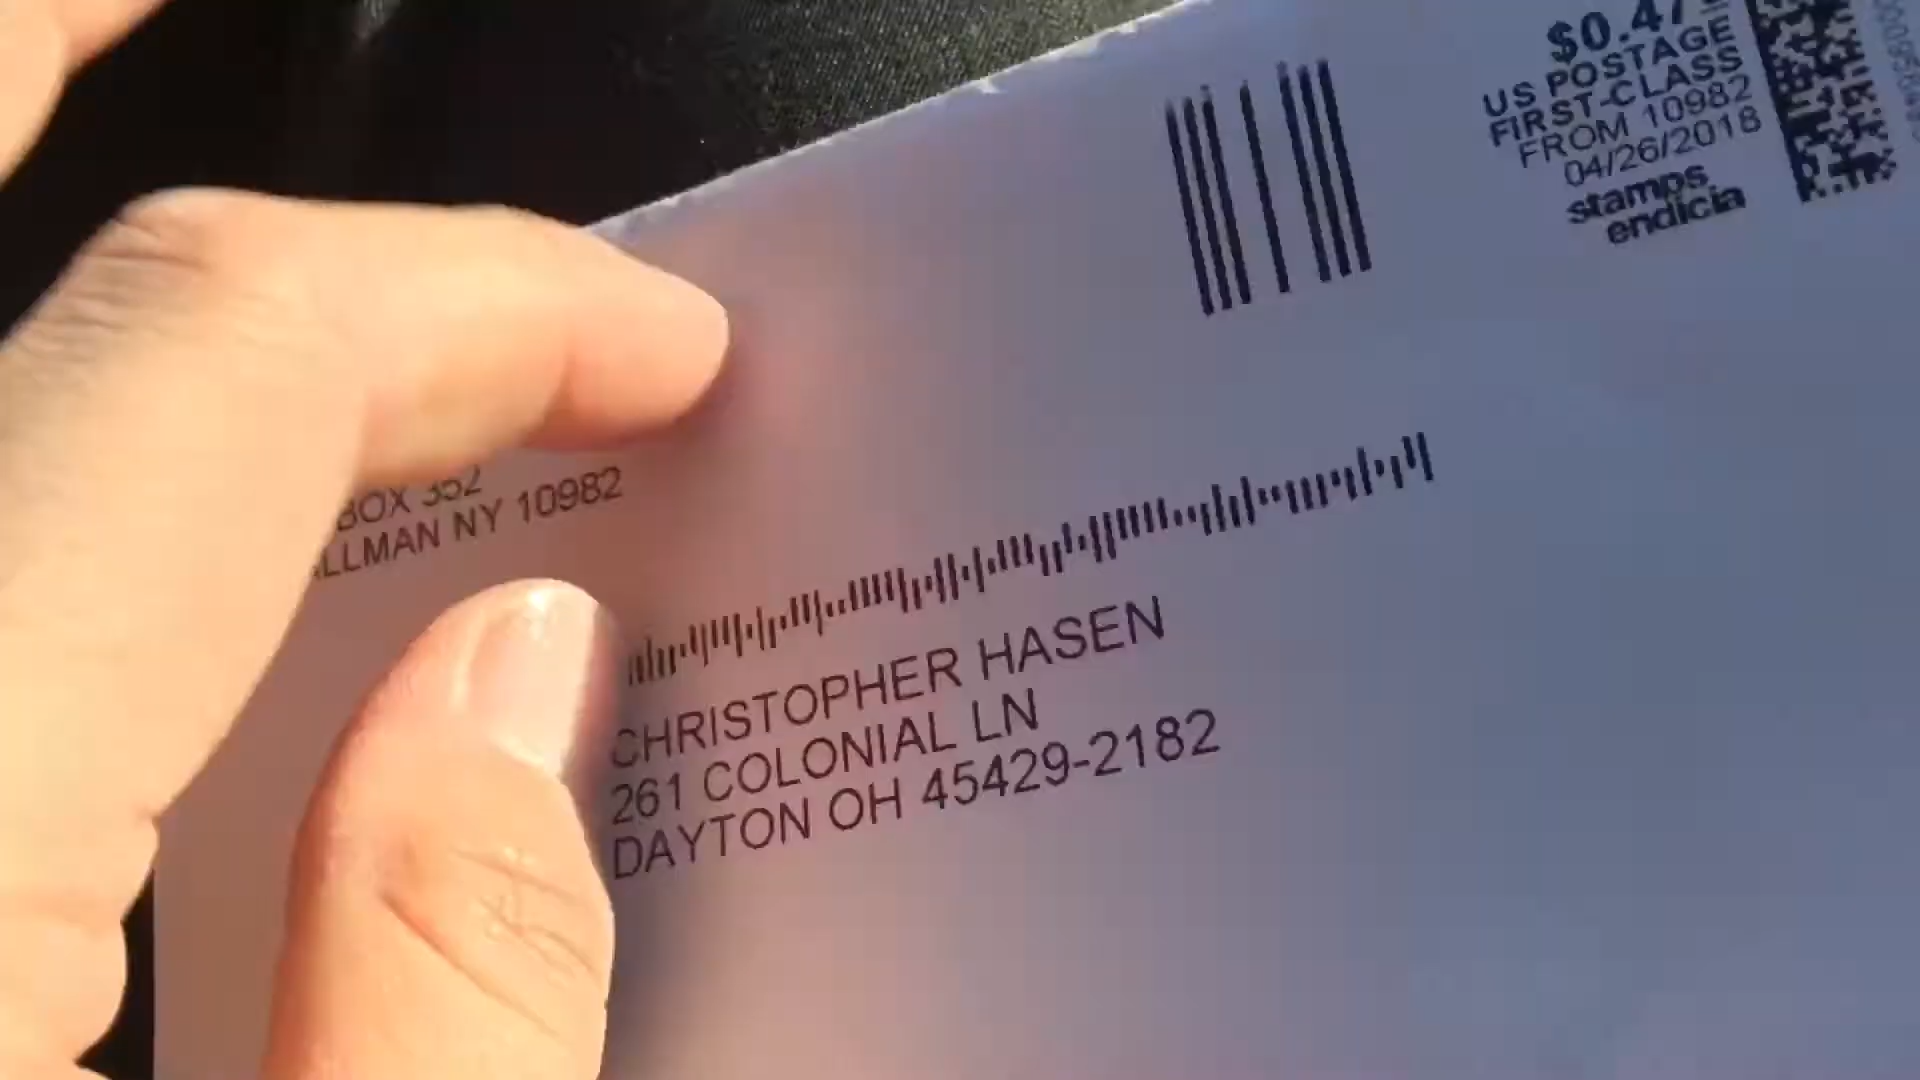 $0.47
US POSTAGE
FIRST-CLASS
FROM 10982
04/26/2018
stamps
endicia
BOX 352
LLMAN NY 10982
CHRISTOPHER HASEN
261 COLONIAL LN
DAYTON OH 45429-2182